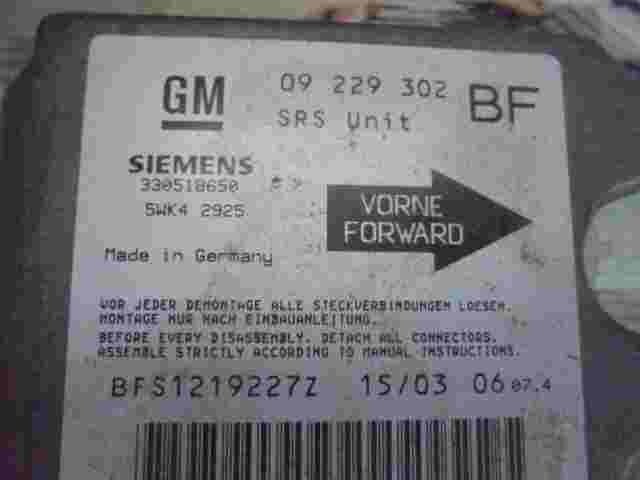 GM 09 229 302 BF
SRS Unit
SIEMENS
330518650
5WK4 2925
VORNE
FORWARD
Made in Germany
VOR JEDER DEMONTAGE ALLE STECKVERBINDUNGEN LOESEN.
MONTAGE NUR NACH EINBAUANLEITUNG.
BEFORE EVERY DISASSEMBLY, DETACH ALL CONNECTORS.
ASSEMBLE STRICTLY ACCORDING TO MANUAL INSTRUCTIONS.
BFS1219227Z 15/03 06 07.4